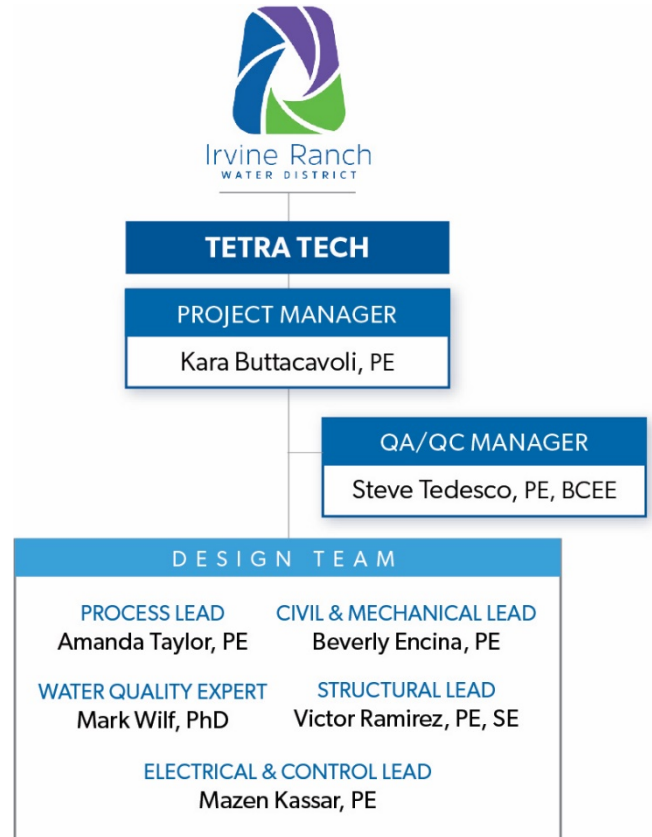 Irvine Ranch
WATER DISTRICT
TETRA TECH
PROJECT MANAGER
Kara Buttacavoli, PE
QA/QC MANAGER
Steve Tedesco, PE, BCEE
DESIGN TEAM
PROCESS LEAD
Amanda Taylor, PE
CIVIL & MECHANICAL LEAD
Beverly Encina, PE
WATER QUALITY EXPERT
Mark Wilf, PhD
STRUCTURAL LEAD
Victor Ramirez, PE, SE
ELECTRICAL & CONTROL LEAD
Mazen Kassar, PE